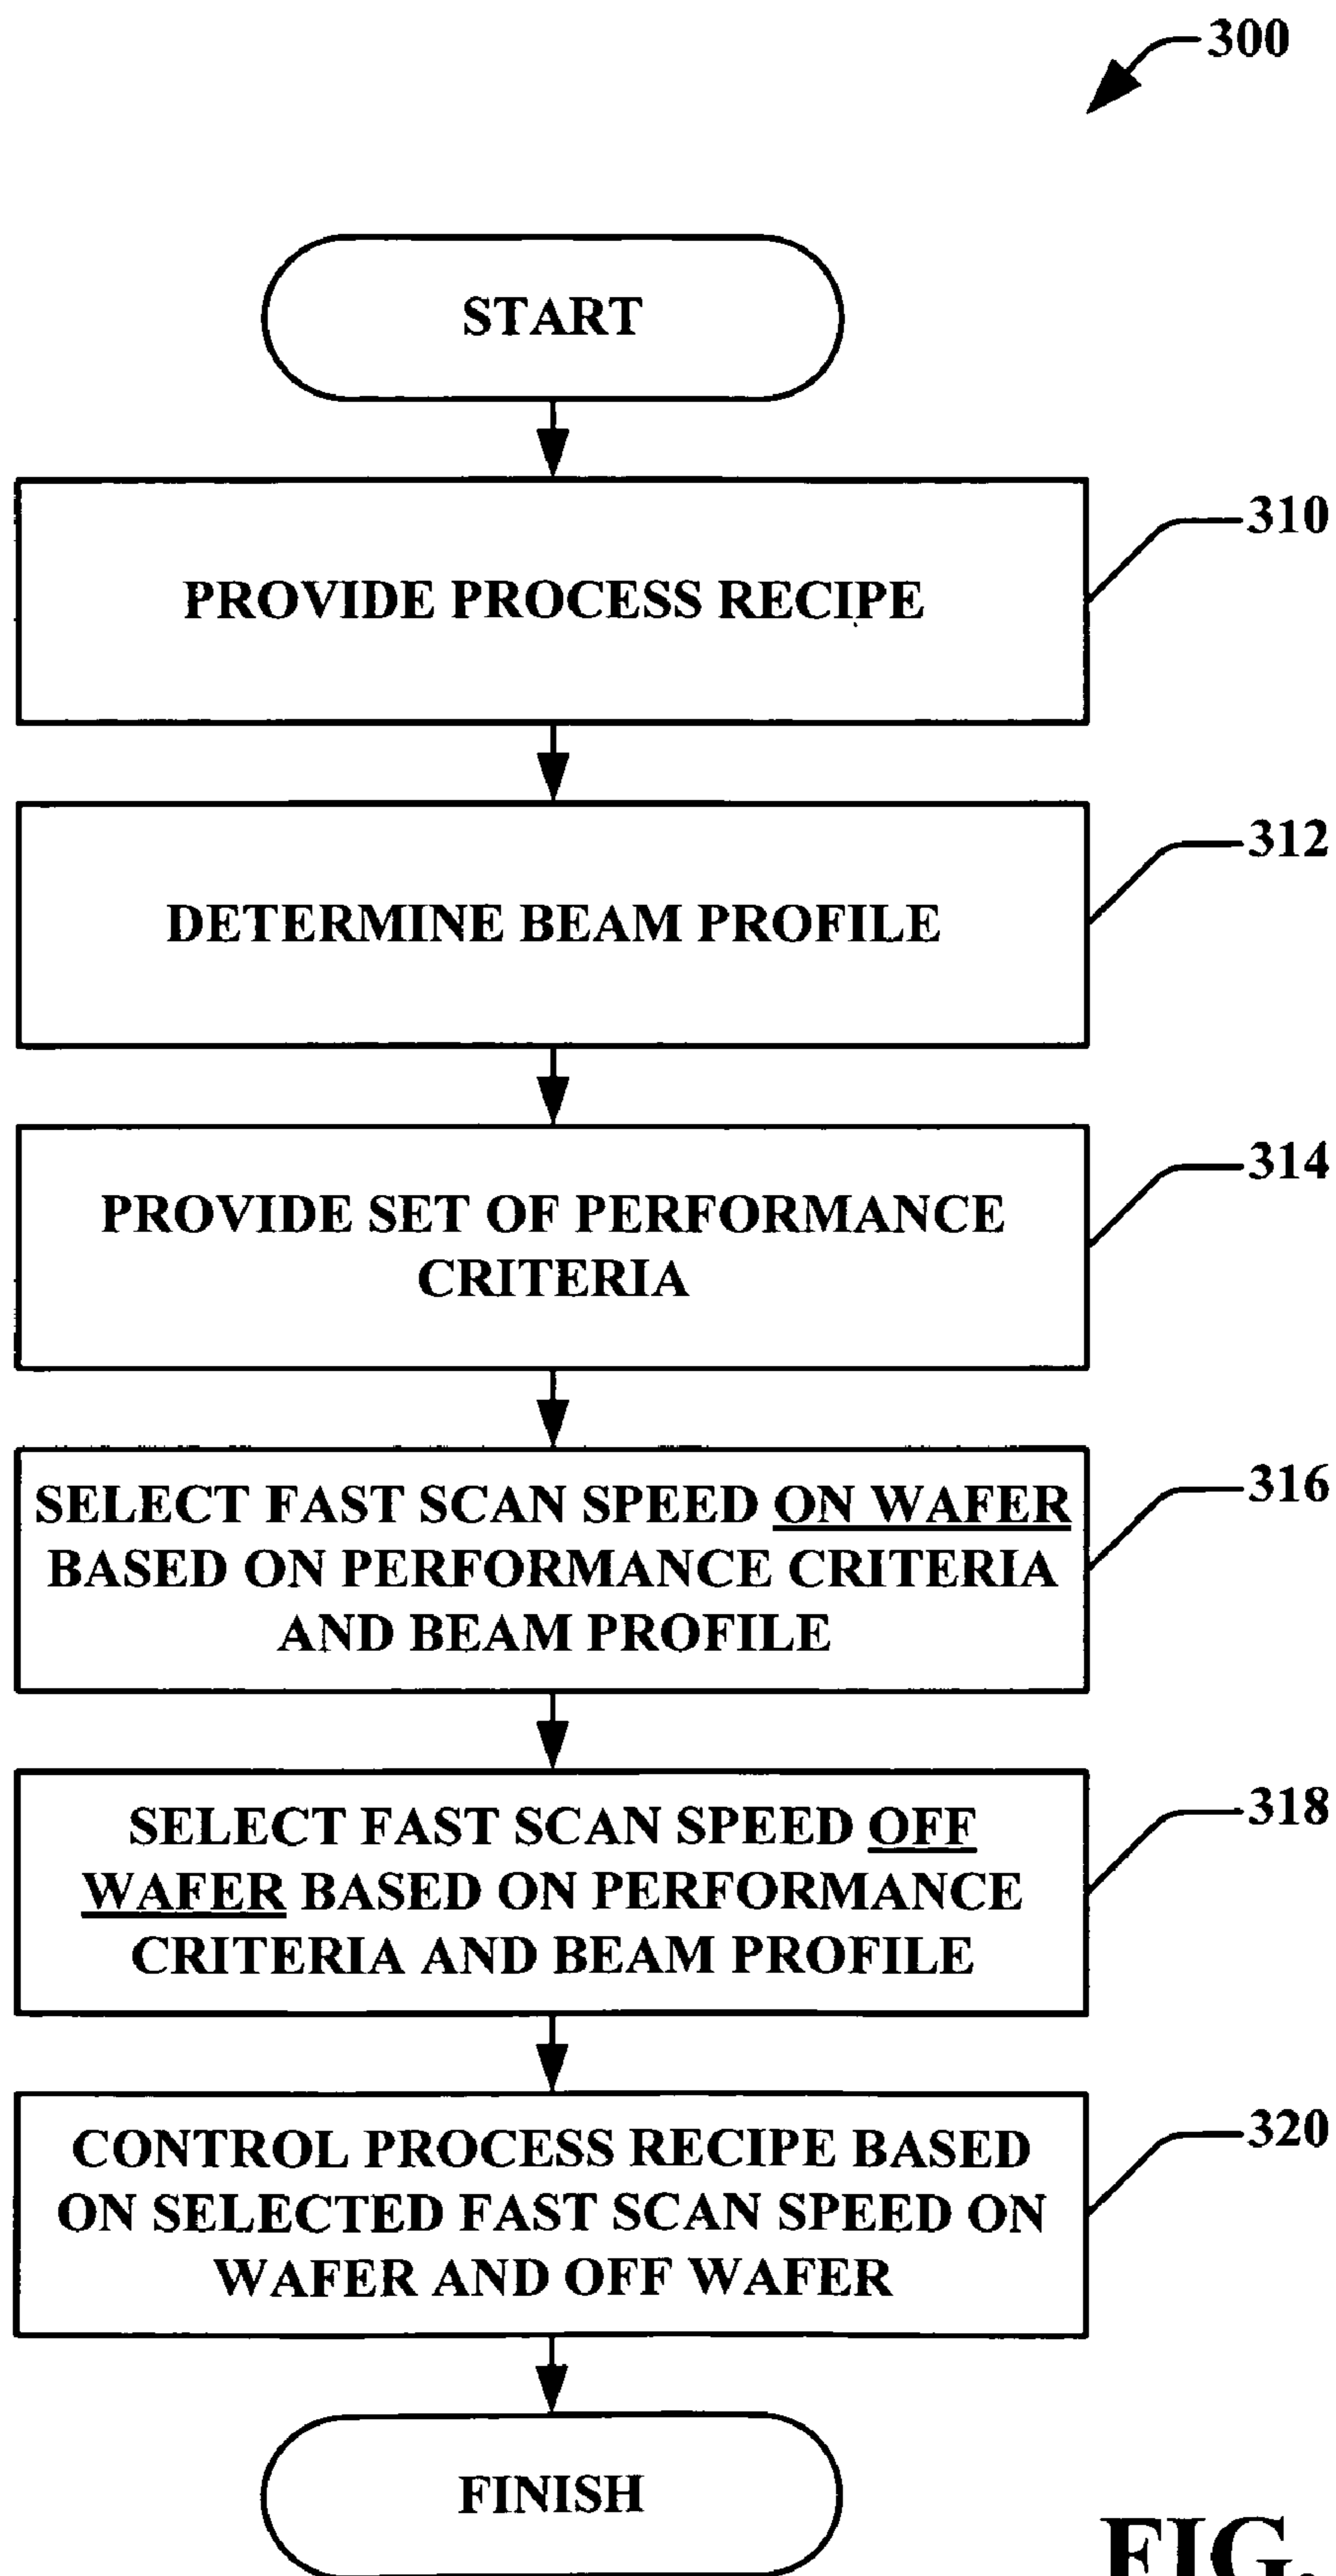 300
START
PROVIDE PROCESS RECIPE
310
DETERMINE BEAM PROFILE
312
PROVIDE SET OF PERFORMANCE
CRITERIA
314
SELECT FAST SCAN SPEED ON WAFER
BASED ON PERFORMANCE CRITERIA
AND BEAM PROFILE
316
SELECT FAST SCAN SPEED OFF
WAFER BASED ON PERFORMANCE
CRITERIA AND BEAM PROFILE
318
CONTROL PROCESS RECIPE BASED
ON SELECTED FAST SCAN SPEED ON
WAFER AND OFF WAFER
320
FINISH
FIG.